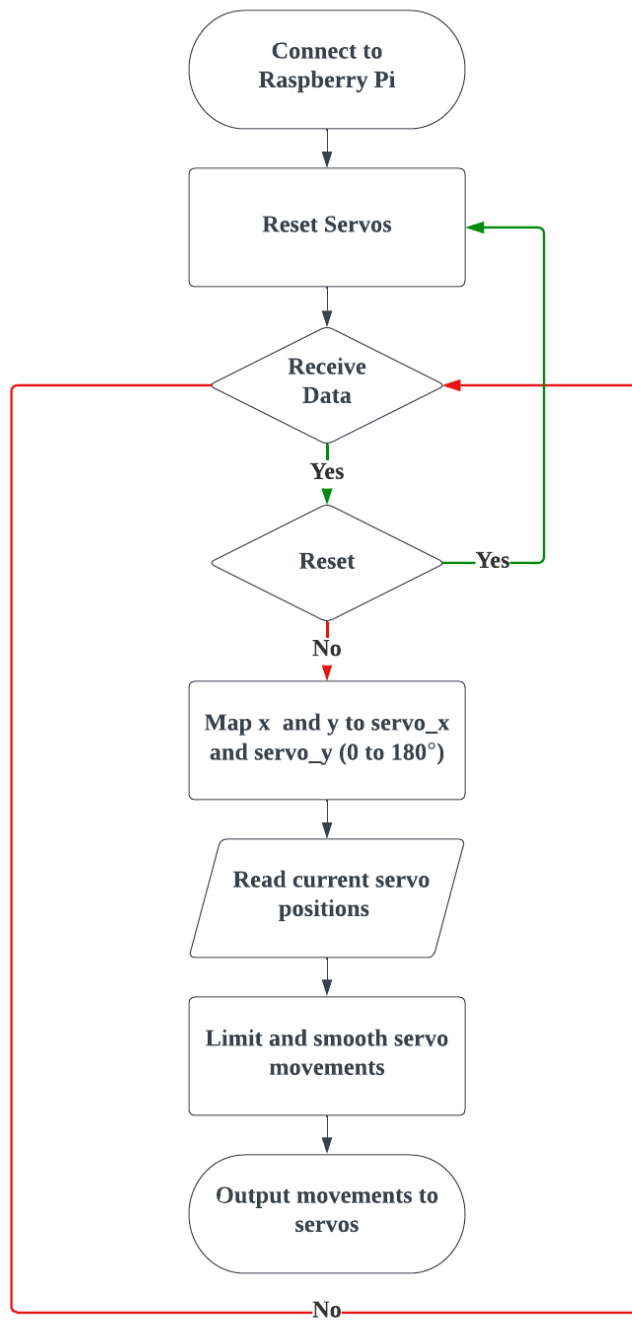 Connect to
Raspberry Pi
Reset Servos
Receive
Data
Yes
Reset
Yes
No
Map x and y to servo_x
and servo_y (0 to 180°)
Read current servo
positions
Limit and smooth servo
movements
Output movements to
servos
No